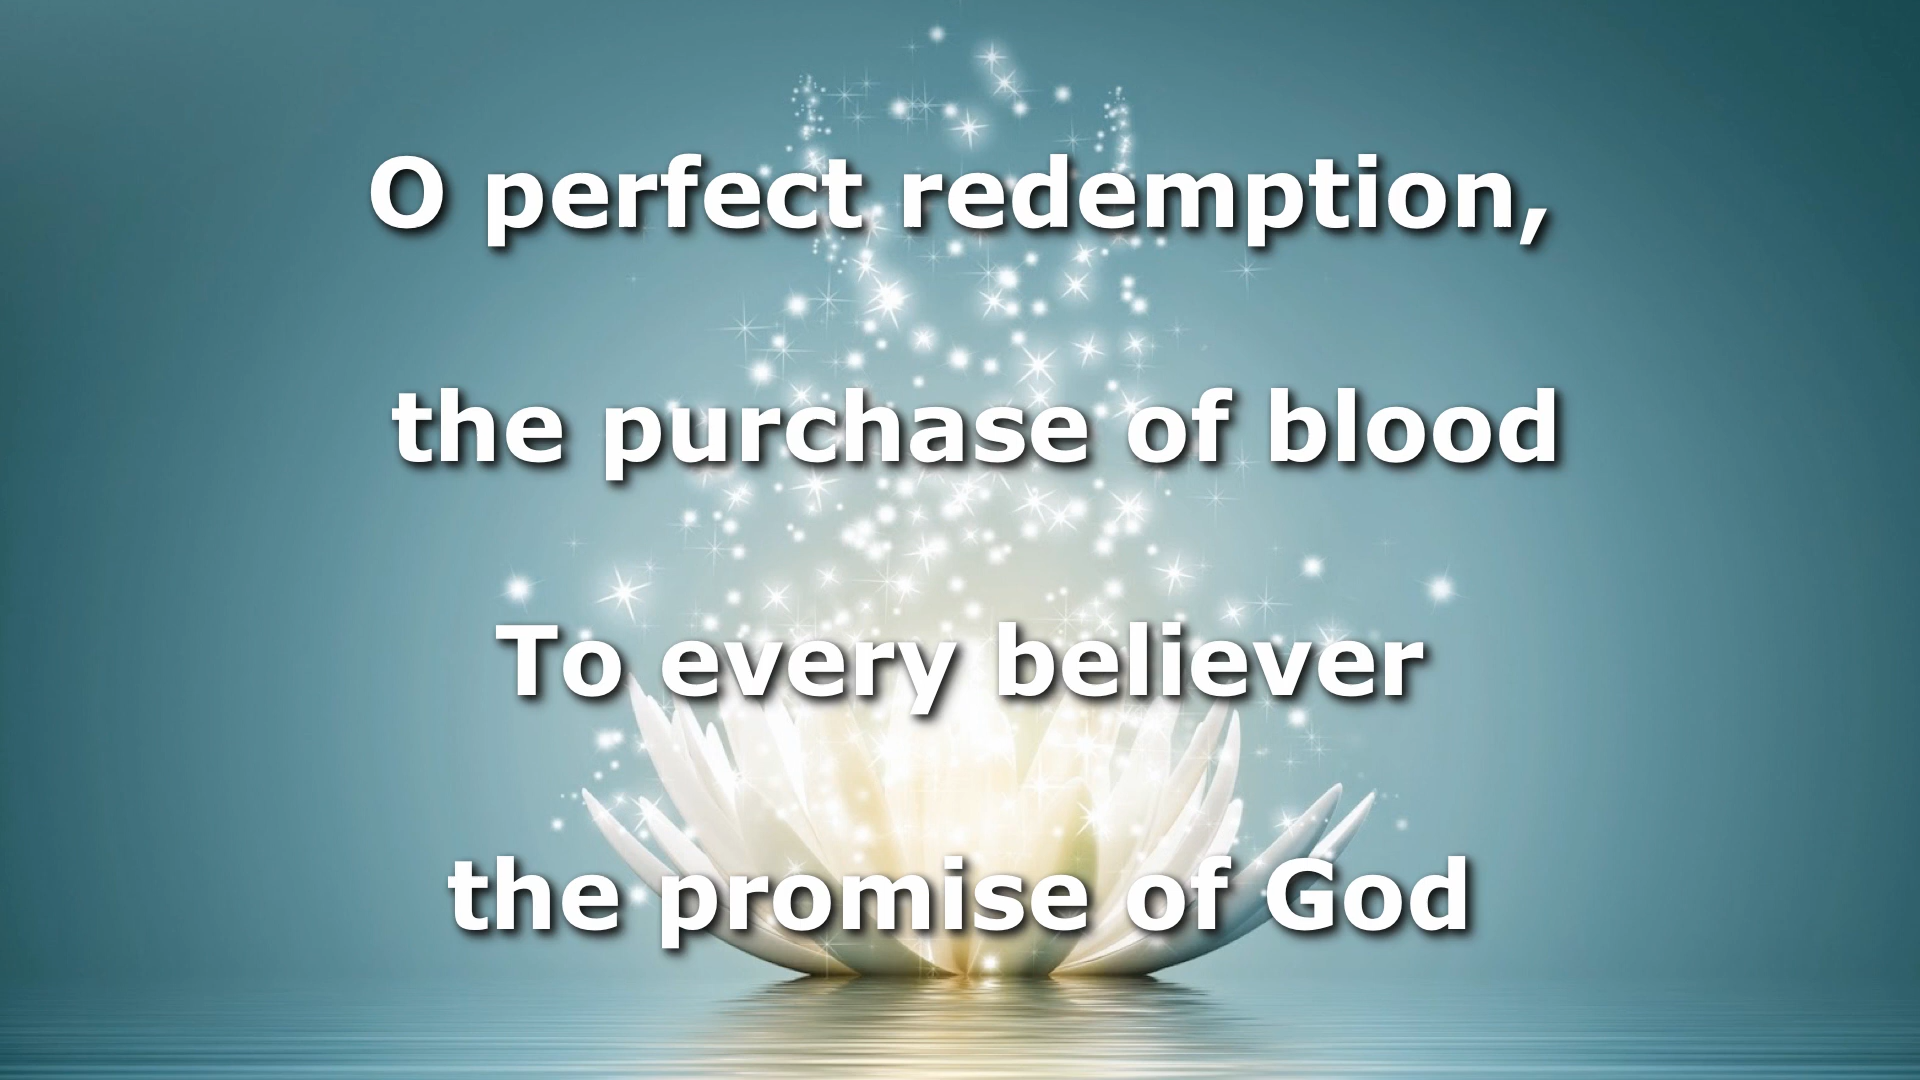 O perfect redemption,
the purchase of blood
To every believer
the promise of God